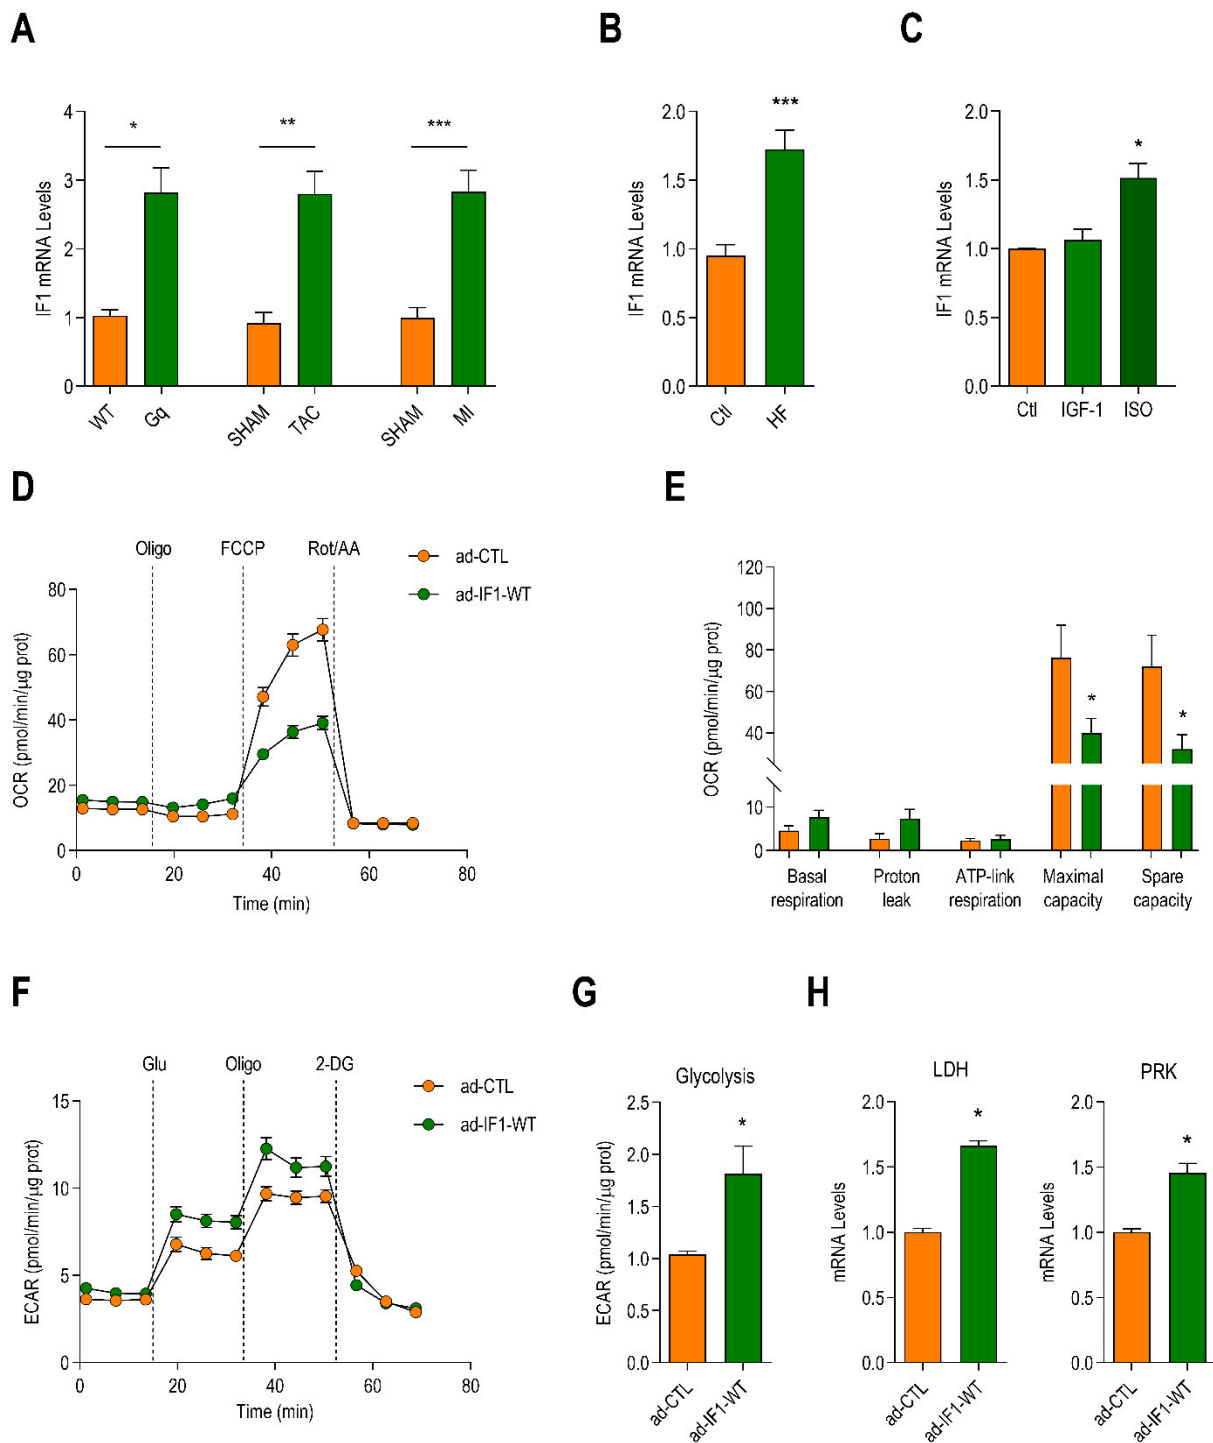 A
B
C
IF1 mRNA Levels
4
3
2
1
0
*
**
***
WT
Gq
SHAM
TAC
SHAM
MI
IF1 mRNA Levels
2.0
1.5
1.0
0.5
0.0
***
Ctl
HF
IF1 mRNA Levels
2.0
1.5
1.0
0.5
0.0
*
Ctl
IGF-1
ISO
D
E
Oligo
FCCP
Rot/AA
ad-CTL
ad-IF1-WT
OCR (pmol/min/µg prot)
80
60
40
20
0
0
20
40
60
80
Time (min)
OCR (pmol/min/µg prot)
120
100
80
60
40
10
0
*
*
Basal
respiration
Proton
leak
ATP-link
respiration
Maximal
capacity
Spare
capacity
F
G
H
Glu
Oligo
2-DG
ad-CTL
ad-IF1-WT
ECAR (pmol/min/µg prot)
15
10
5
0
0
20
40
60
80
Time (min)
Glycolysis
ECAR (pmol/min/µg prot)
2.5
2.0
1.5
1.0
0.5
0.0
*
ad-CTL
ad-IF1-WT
LDH
mRNA Levels
2.0
1.5
1.0
0.5
0.0
*
ad-CTL
ad-IF1-WT
PRK
mRNA Levels
2.0
1.5
1.0
0.5
0.0
*
ad-CTL
ad-IF1-WT